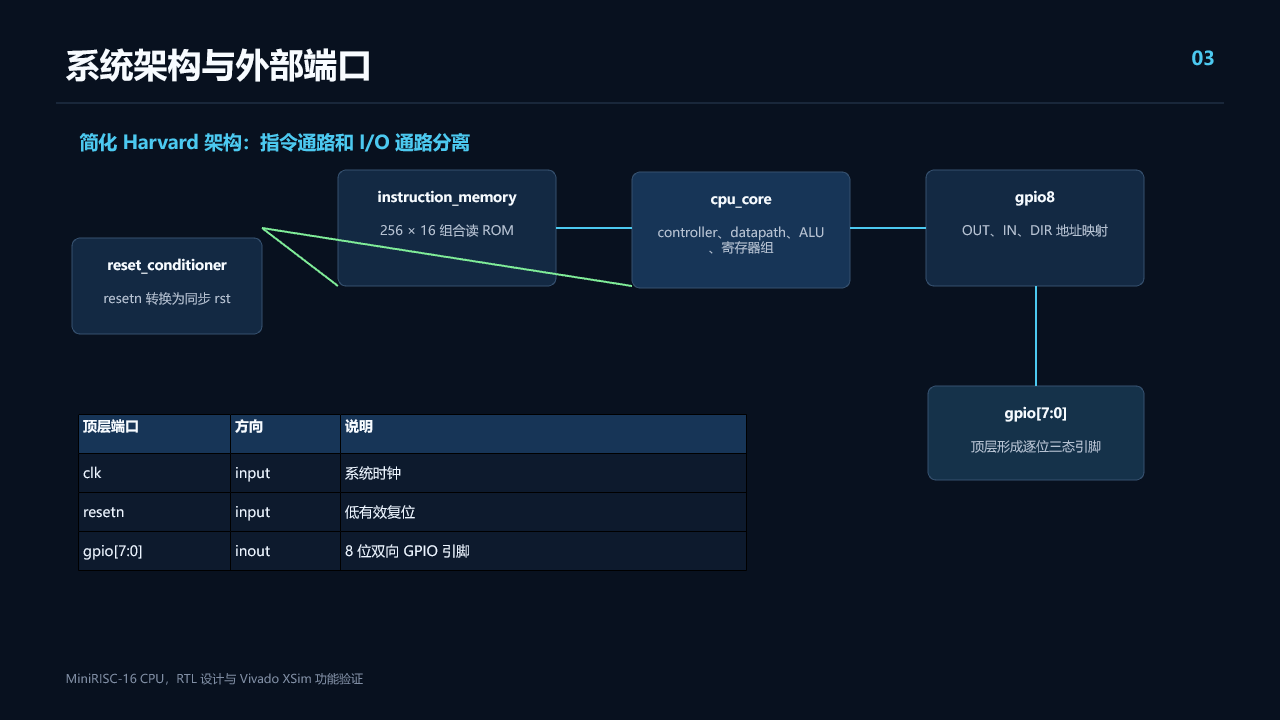 系统架构与外部端口
03
简化 Harvard 架构：指令通路和 I/O 通路分离
instruction_memory
256 × 16 组合读 ROM
cpu_core
controller、datapath、ALU
、寄存器组
gpio8
OUT、IN、DIR 地址映射
reset_conditioner
resetn 转换为同步 rst
gpio[7:0]
顶层形成逐位三态引脚
顶层端口 方向 说明
clk input 系统时钟
resetn input 低有效复位
gpio[7:0] inout 8 位双向 GPIO 引脚
MiniRISC-16 CPU，RTL 设计与 Vivado XSim 功能验证